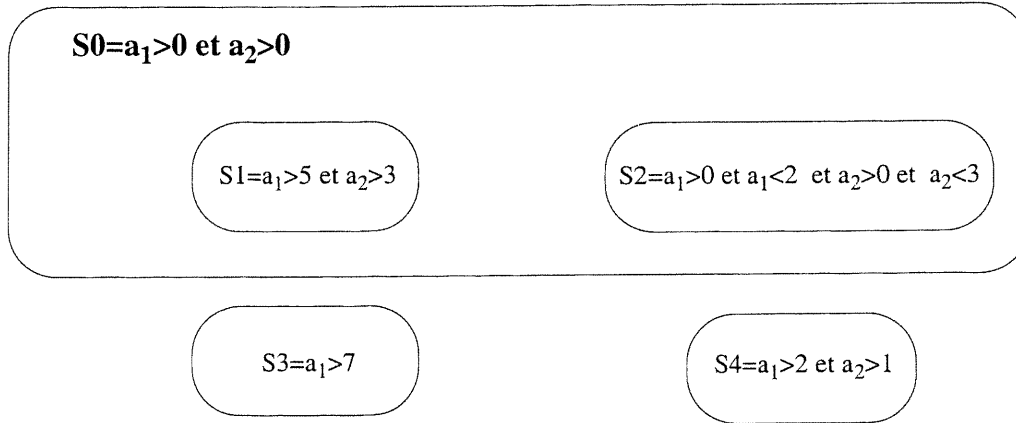 S0=a₁>0 et a₂>0
S1=a₁>5 et a₂>3
S2=a₁>0 et a₁<2 et a₂>0 et a₂<3
S3=a₁>7
S4=a₁>2 et a₂>1